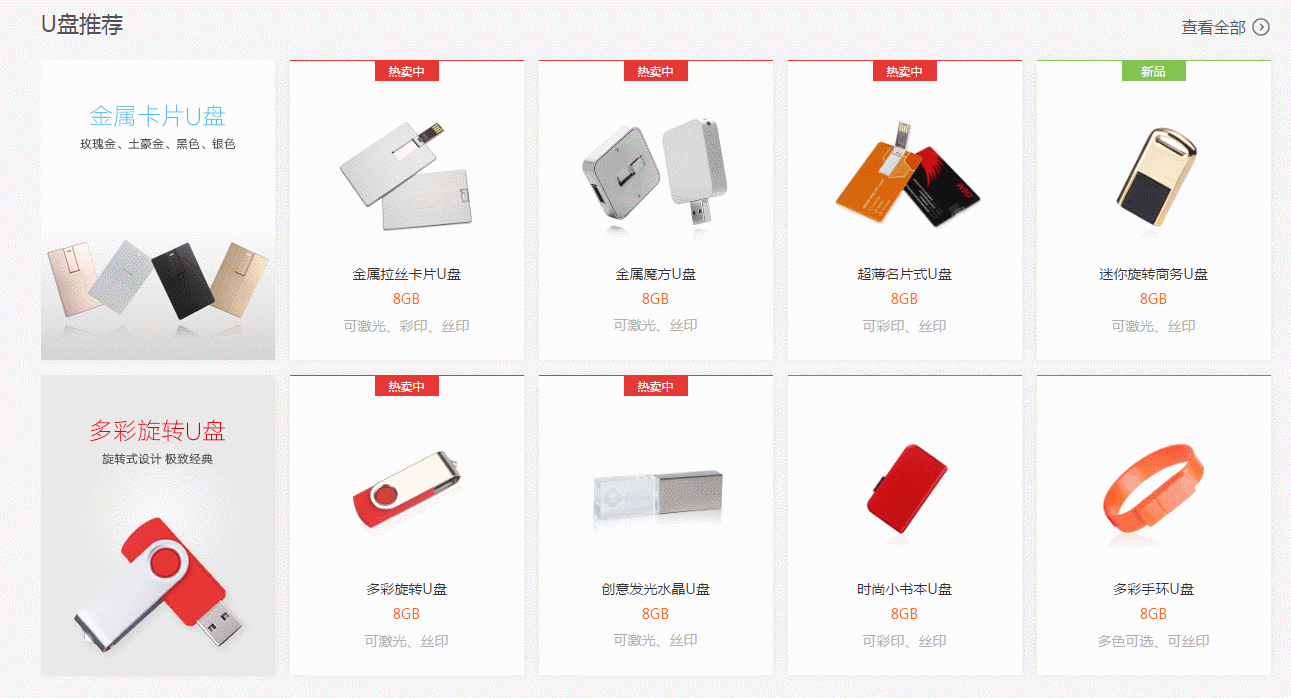 U盘推荐
查看全部
金属卡片U盘
玫瑰金、土豪金、黑色、银色
热卖中
金属拉丝卡片U盘
8GB
可激光、彩印、丝印
热卖中
金属魔方U盘
8GB
可激光、丝印
热卖中
OEM
超薄名片式U盘
8GB
可彩印、丝印
新品
迷你旋转商务U盘
8GB
可激光、丝印
多彩旋转U盘
旋转式设计 极致经典
热卖中
多彩旋转U盘
8GB
可激光、丝印
热卖中
创意发光水晶U盘
8GB
可激光、丝印
时尚小书本U盘
8GB
可彩印、丝印
多彩手环U盘
8GB
多色可选、可丝印